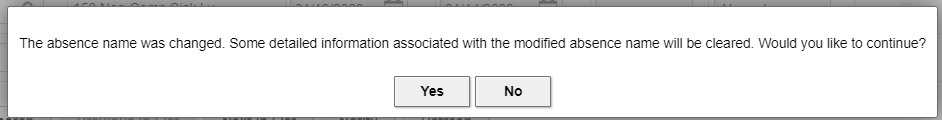 The absence name was changed. Some detailed information associated with the modified absence name will be cleared. Would you like to continue?
Yes No